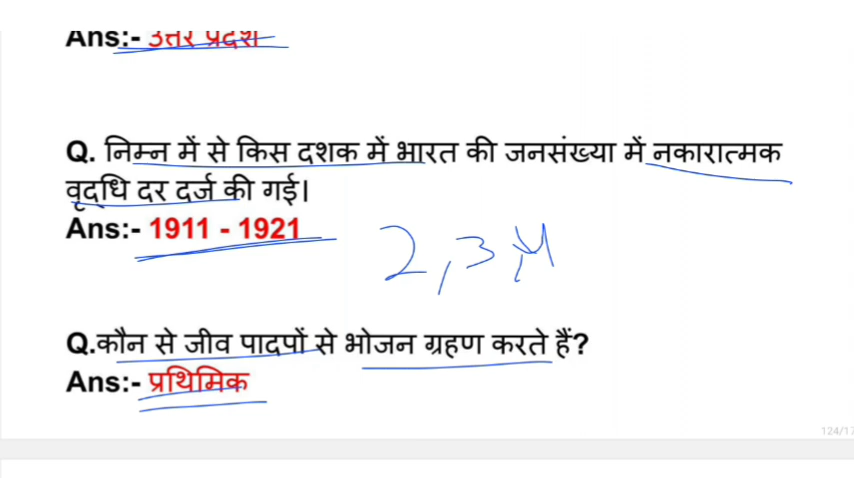 Ans:- उत्तर प्रदेश
Q. निम्न में से किस दशक में भारत की जनसंख्या में नकारात्मक
वृद्धि दर दर्ज की गई।
Ans:- 1911 - 1921
2, 3, 4
Q.कौन से जीव पादपों से भोजन ग्रहण करते हैं?
Ans:- प्रथिमिक
124/17